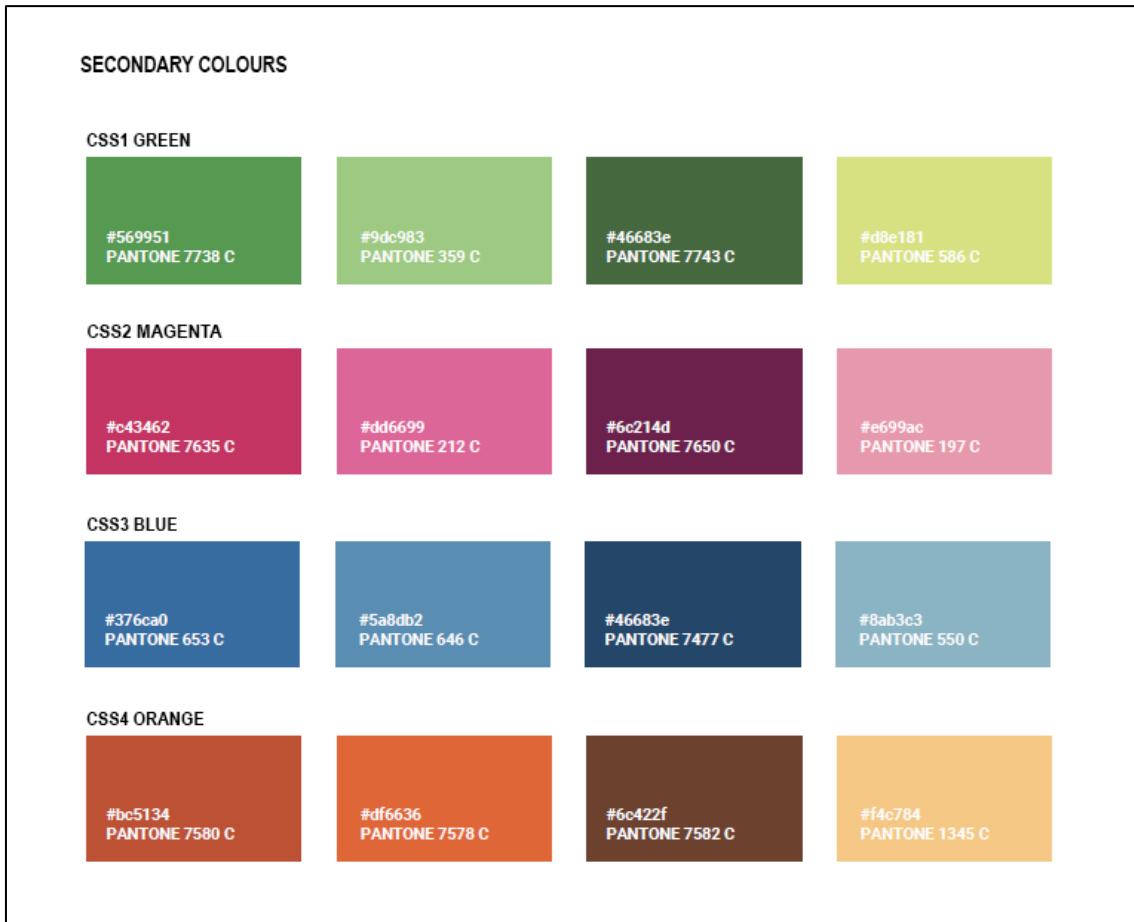 SECONDARY COLOURS
CSS1 GREEN
#569951
PANTONE 7738 C
#9dc983
PANTONE 359 C
#46683e
PANTONE 7743 C
#d8e181
PANTONE 586 C
CSS2 MAGENTA
#c43462
PANTONE 7635 C
#dd6699
PANTONE 212 C
#6c214d
PANTONE 7650 C
#e699ac
PANTONE 197 C
CSS3 BLUE
#376ca0
PANTONE 653 C
#5a8db2
PANTONE 646 C
#46683e
PANTONE 7477 C
#8ab3c3
PANTONE 550 C
CSS4 ORANGE
#bc5134
PANTONE 7580 C
#df6636
PANTONE 7578 C
#6c422f
PANTONE 7582 C
#f4c784
PANTONE 1345 C